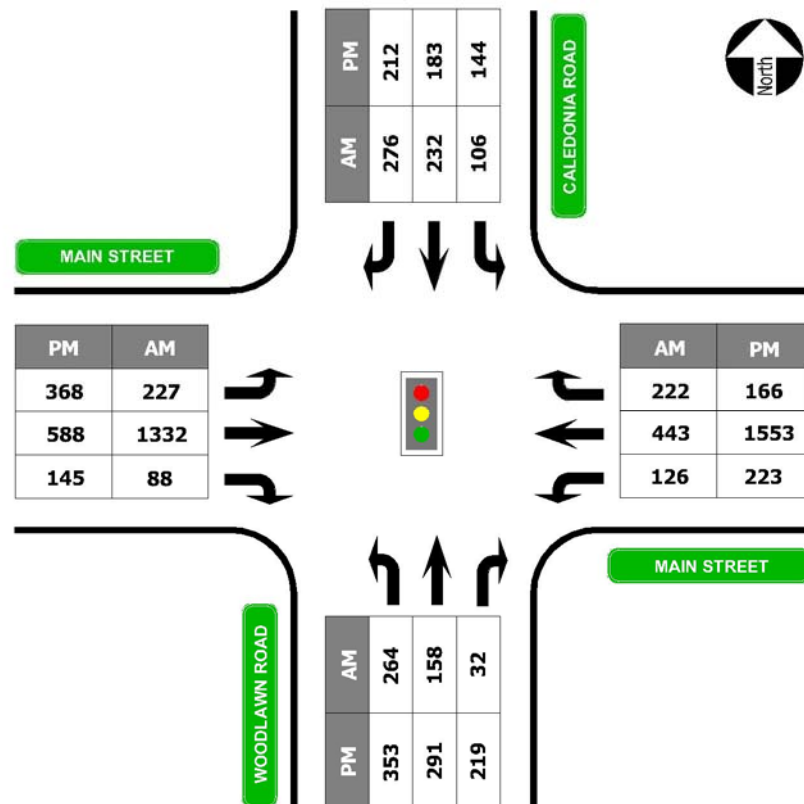 PM 212 183 144
AM 276 232 106
CALEDONIA ROAD
North
MAIN STREET
PM AM
368 227
588 1332
145 88
AM PM
222 166
443 1553
126 223
MAIN STREET
WOODLAWN ROAD
AM 264 158 32
PM 353 291 219